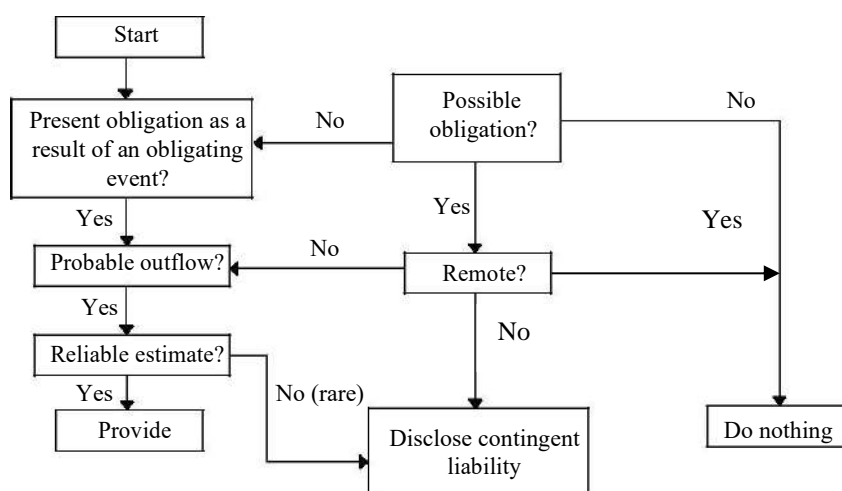 Start
Possible
obligation?
No
No
Present obligation as a
result of an obligating
event?
Yes
Yes
Yes
Probable outflow?
No
Remote?
Yes
No
Reliable estimate?
Yes
No (rare)
Provide
Disclose contingent
liability
Do nothing